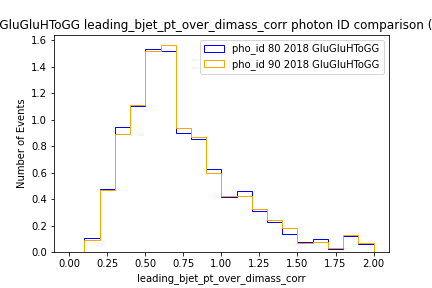 GluGluHToGG leading_bjet_pt_over_dimass_corr photon ID comparison (
pho_id 80 2018 GluGluHToGG
pho_id 90 2018 GluGluHToGG
Number of Events
1.6
1.4
1.2
1.0
0.8
0.6
0.4
0.2
0.0
0.00 0.25 0.50 0.75 1.00 1.25 1.50 1.75 2.00
leading_bjet_pt_over_dimass_corr